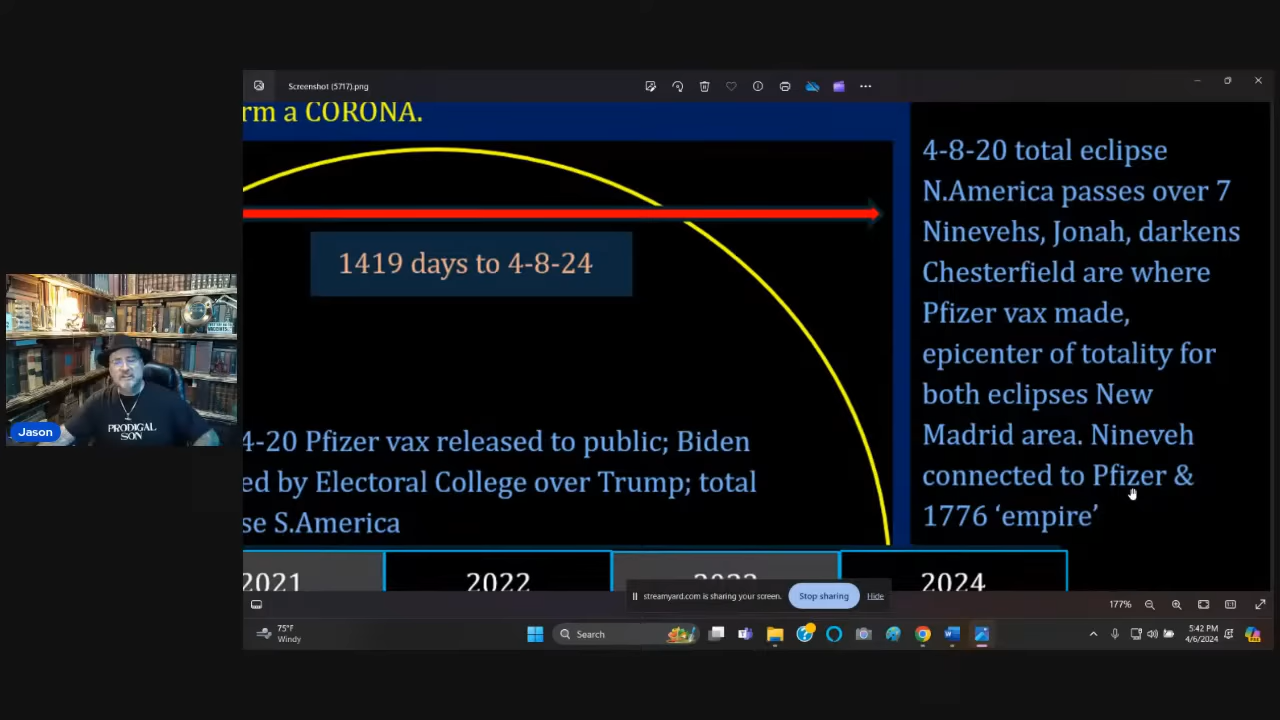 Screenshot (5717).png
rm a CORONA.
1419 days to 4-8-24
4-20 Pfizer vax released to public; Biden
ed by Electoral College over Trump; total
se S.America
4-8-20 total eclipse
N.America passes over 7
Ninevehs, Jonah, darkens
Chesterfield are where
Pfizer vax made,
epicenter of totality for
both eclipses New
Madrid area. Nineveh
connected to Pfizer &
1776 ‘empire’
2021
2022
2024
streamyard.com is sharing your screen.
Stop sharing
Hide
177%
75°F
Windy
Search
5:42 PM
4/6/2024
Jason
PRODIGAL
SON